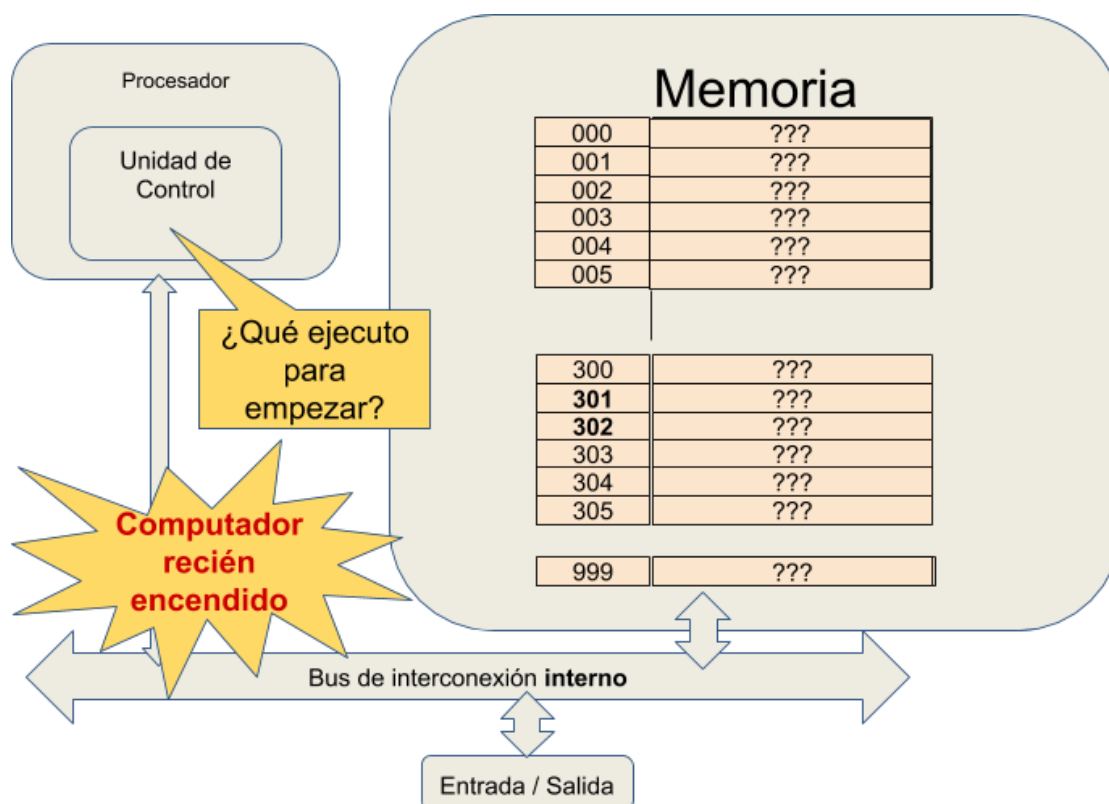 Procesador
Unidad de
Control
¿Qué ejecuto
para
empezar?
Computador
recién
encendido
Memoria
000 ???
001 ???
002 ???
003 ???
004 ???
005 ???
300 ???
301 ???
302 ???
303 ???
304 ???
305 ???
999 ???
Bus de interconexión interno
Entrada / Salida